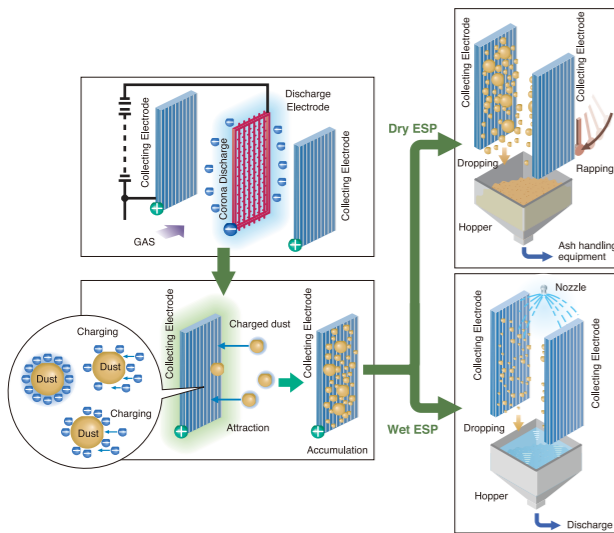 Collecting Electrode
Corona Discharge
Discharge
Electrode
Collecting Electrode
GAS
Collecting Electrode
Charged dust
Attraction
Collecting Electrode
Accumulation
Charging
Dust
Dust
Charging
Dust
Dry ESP
Wet ESP
Collecting Electrode
Collecting Electrode
Dropping
Rapping
Hopper
Ash handling
equipment
Nozzle
Collecting Electrode
Collecting Electrode
Dropping
Hopper
Discharge